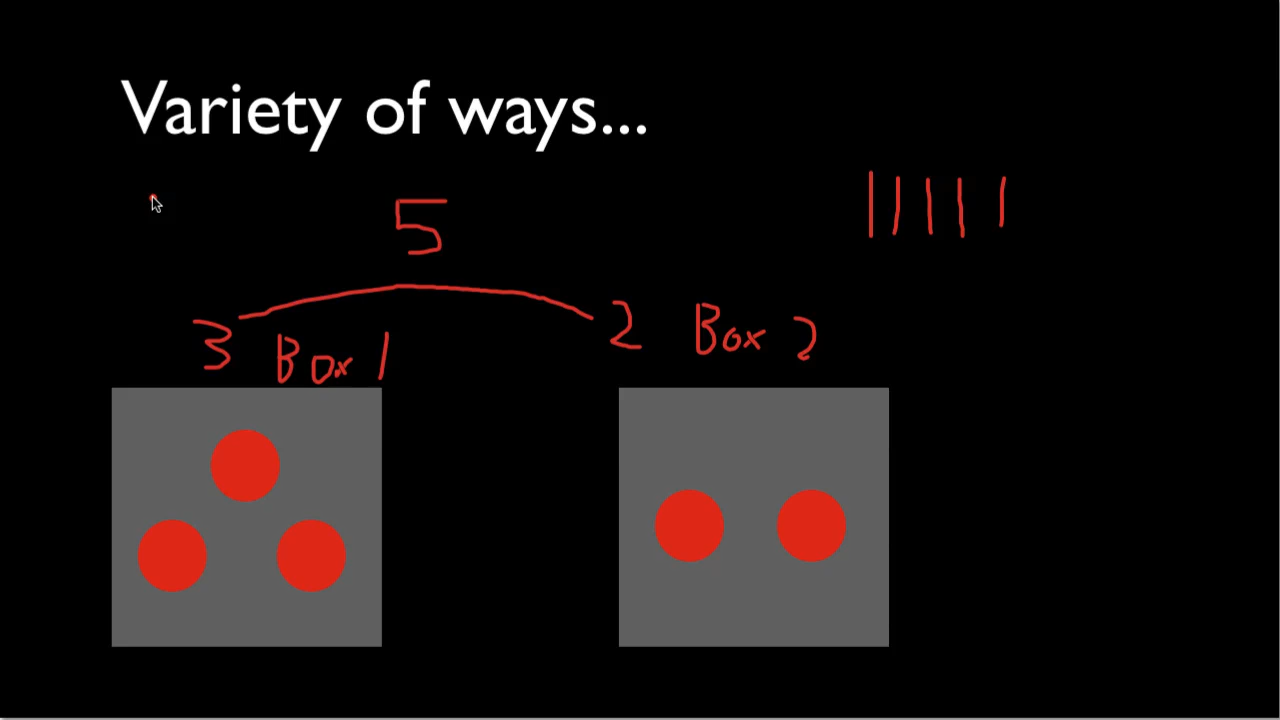 Variety of ways...
5
| | | | |
3 Box 1
2 Box 2